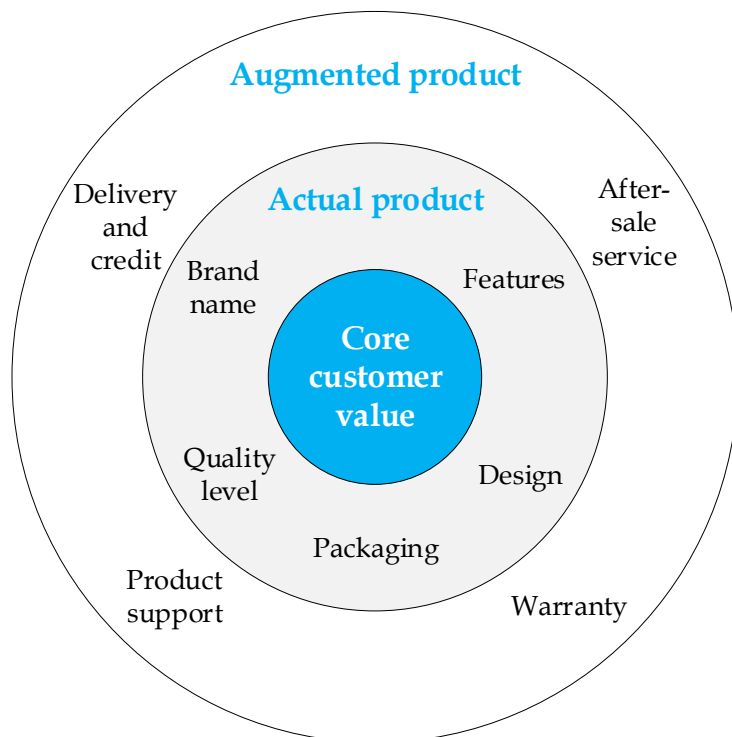 Augmented product
Delivery
and
credit
After-
sale
service
Actual product
Brand
name
Features
Core
customer
value
Quality
level
Design
Packaging
Product
support
Warranty